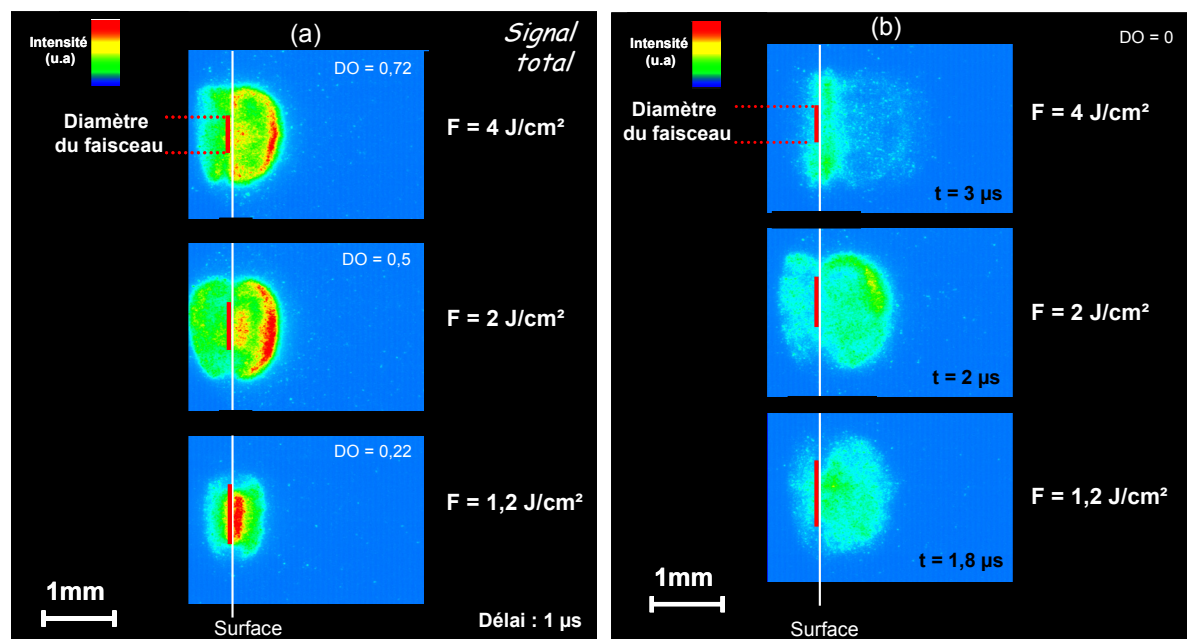 (a)
Signal
total
Intensité
(u.a)
DO = 0,72
Diamètre
du faisceau
F = 4 J/cm²
DO = 0,5
F = 2 J/cm²
DO = 0,22
F = 1,2 J/cm²
1mm
Surface
Délai : 1 µs
(b)
DO = 0
Intensité
(u.a)
Diamètre
du faisceau
F = 4 J/cm²
t = 3 µs
F = 2 J/cm²
t = 2 µs
F = 1,2 J/cm²
t = 1,8 µs
1mm
Surface